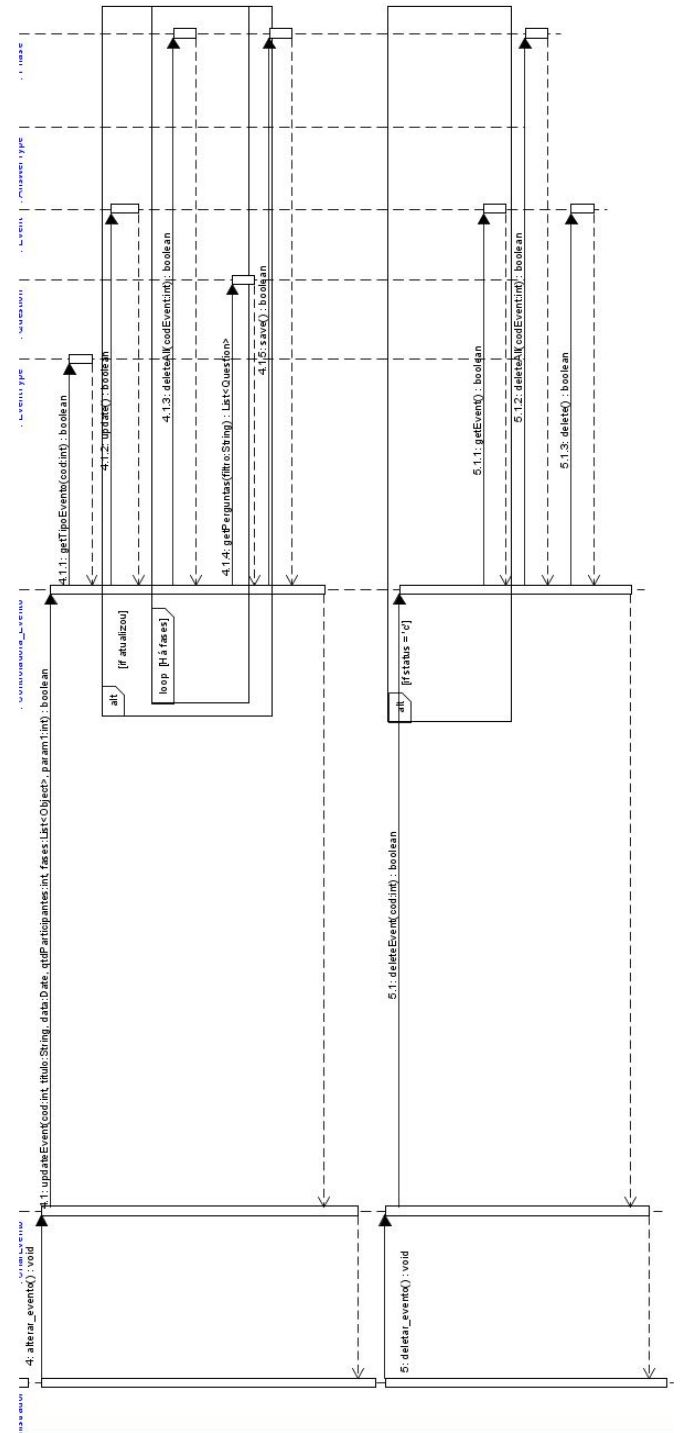 4: alterar_evento() : void
4.1: updateEvent(cod:int, titulo:String, data:Date, qtdParticipantes:int, fases:List<Object>, param1:int) : boolean
4.1.1: getTipoEvento(cod:int) : boolean
4.1.2: update() : boolean
alt
[if atualizou]
loop [Há fases]
4.1.3: deleteAll(codEvent:int) : boolean
4.1.4: getPerguntas(filtro:String) : List<Question>
4.1.5: save() : boolean
5: deletar_evento() : void
5.1: deleteEvent(cod:int) : boolean
alt
[if status = 'c']
5.1.1: getEvent() : boolean
5.1.2: deleteAll(codEvent:int) : boolean
5.1.3: delete() : boolean